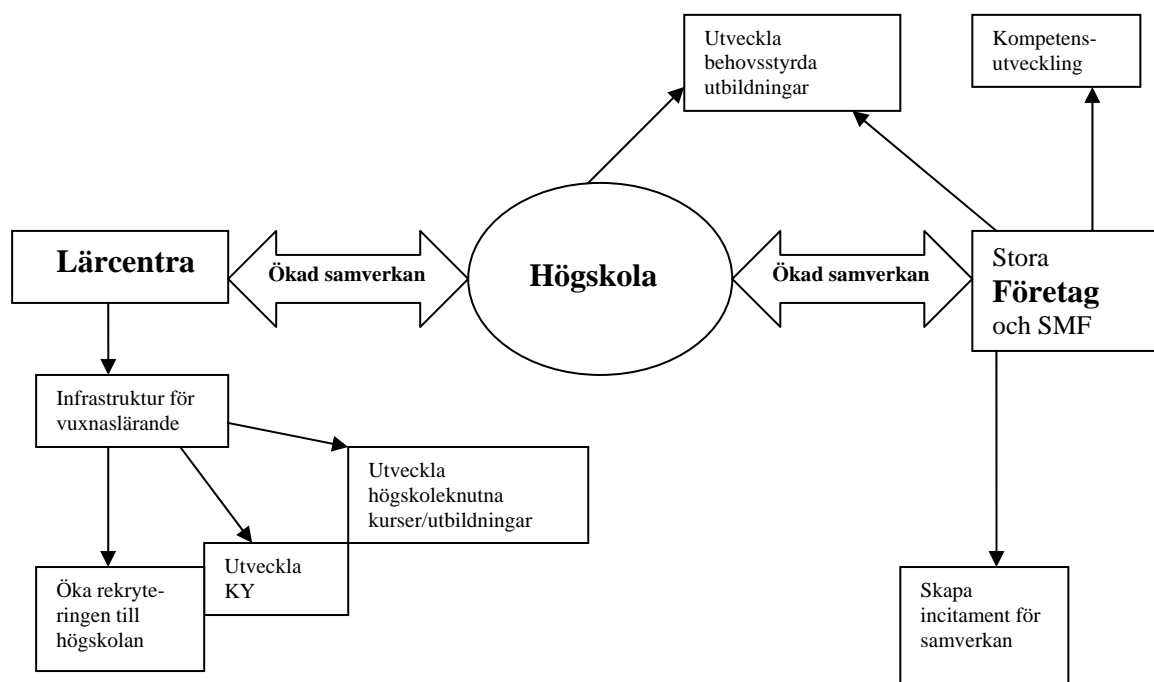 Utveckla
behovsstyrda
utbildningar
Kompetens-
utveckling
Lärcentra
Ökad samverkan
Högskola
Ökad samverkan
Stora
Företag
och SMF
Infrastruktur för
vuxnaslärande
Utveckla
högskoleknutna
kurser/utbildningar
Utveckla
KY
Öka rekryte-
ringen till
högskolan
Skapa
incitament för
samverkan